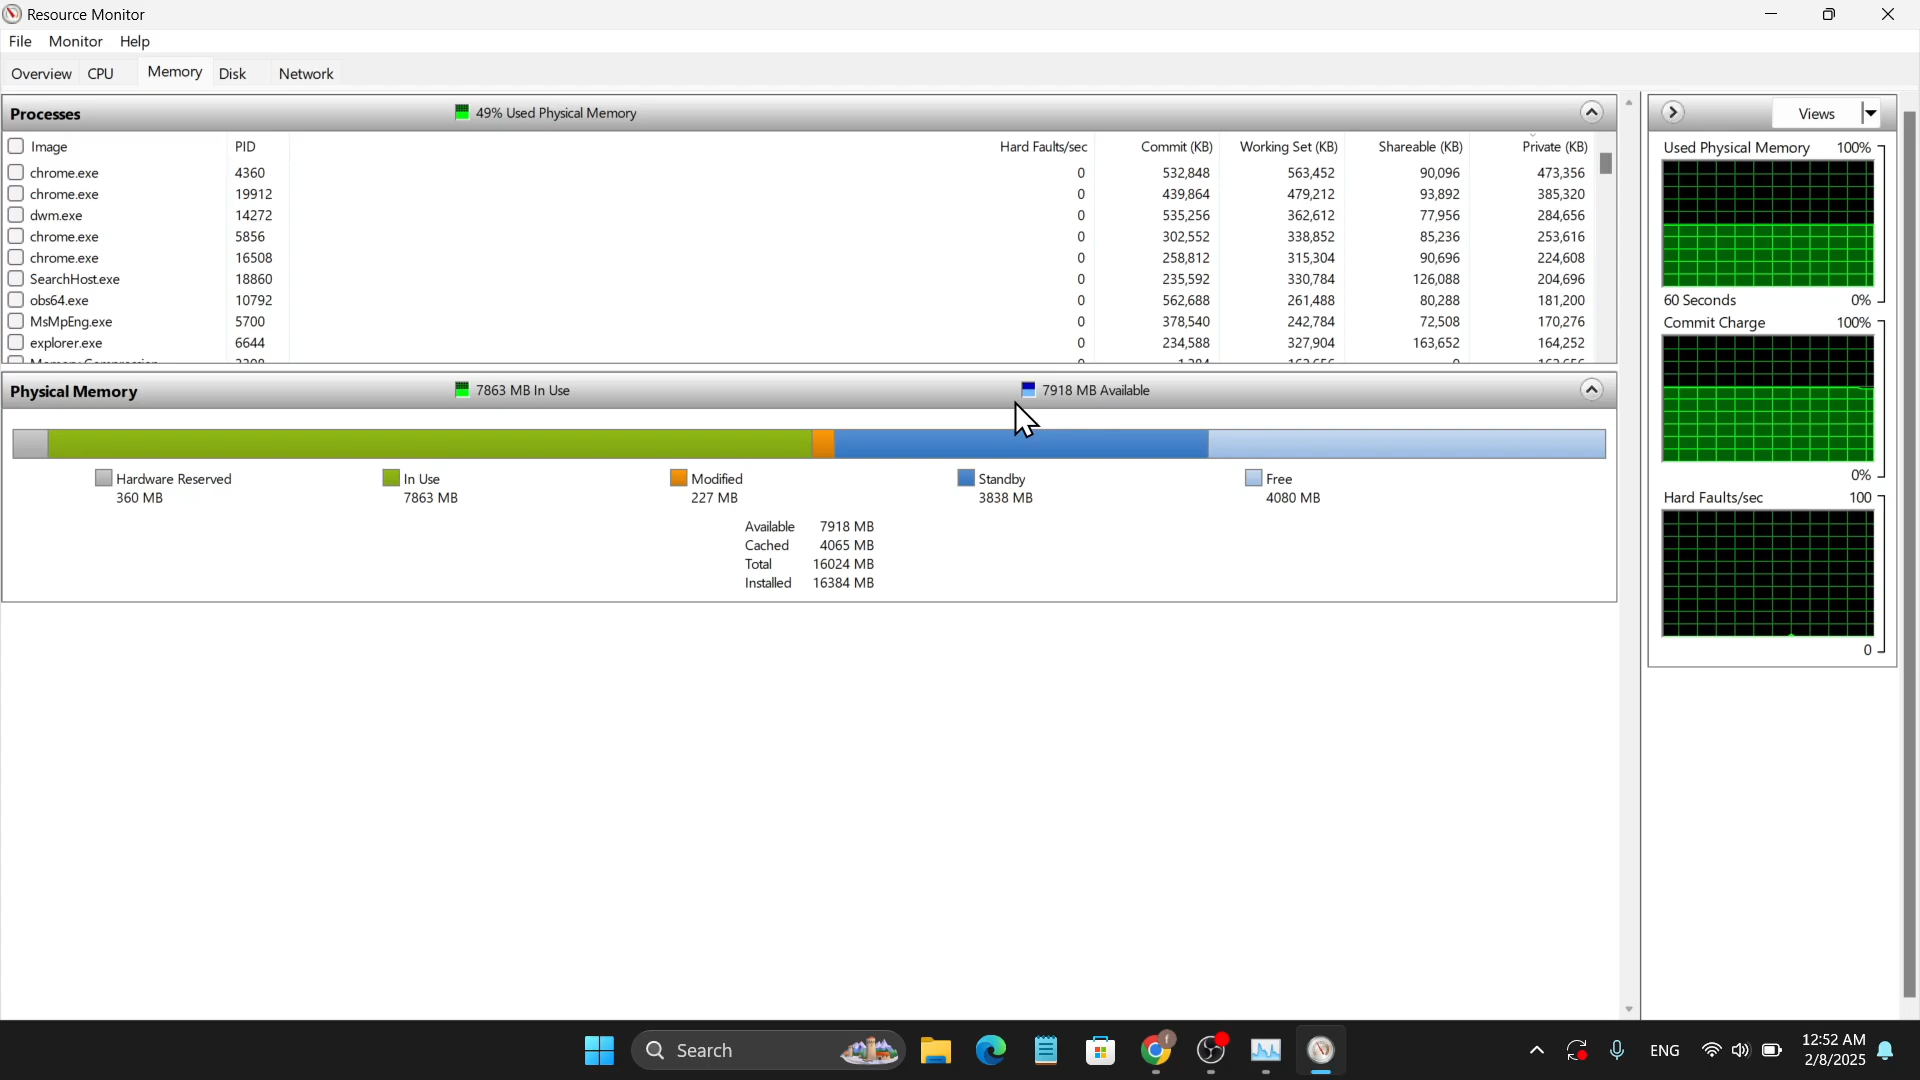 Resource Monitor
File Monitor Help
Overview CPU Memory Disk Network
Processes 49% Used Physical Memory
Image PID Hard Faults/sec Commit (KB) Working Set (KB) Shareable (KB) Private (KB)
chrome.exe 4360 0 532,848 563,452 90,096 473,356
chrome.exe 19912 0 439,864 479,212 93,892 385,320
dwm.exe 14272 0 535,256 362,612 77,956 284,656
chrome.exe 5856 0 302,552 338,852 85,236 253,616
chrome.exe 16508 0 258,812 315,304 90,696 224,608
SearchHost.exe 18860 0 235,592 330,784 126,088 204,696
obs64.exe 10792 0 562,688 261,488 80,288 181,200
MsMpEng.exe 5700 0 378,540 242,784 72,508 170,276
explorer.exe 6644 0 234,588 327,904 163,652 164,252
Physical Memory 7863 MB In Use 7918 MB Available
Hardware Reserved
360 MB
In Use
7863 MB
Modified
227 MB
Standby
3838 MB
Free
4080 MB
Available 7918 MB
Cached 4065 MB
Total 16024 MB
Installed 16384 MB
Views
Used Physical Memory 100%
60 Seconds 0%
Commit Charge 100%
0%
Hard Faults/sec 100
0
Search
ENG
12:52 AM
2/8/2025